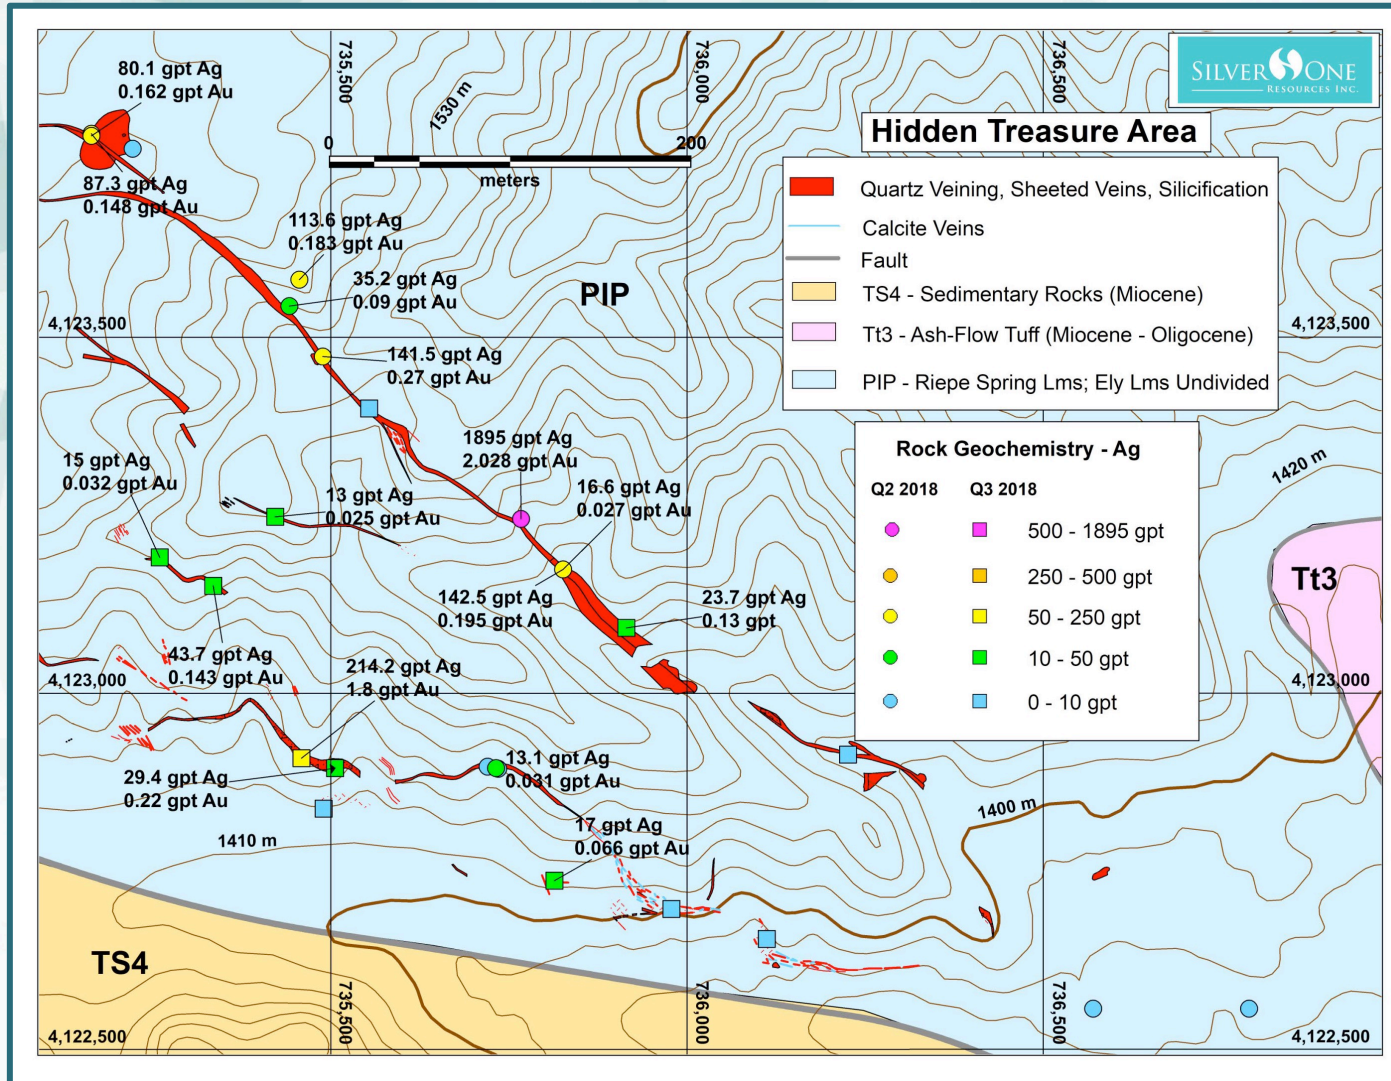 80.1 gpt Ag
0.162 gpt Au
735,500
1530 m
736,000
736,500
SILVER ONE
RESOURCES INC.
Hidden Treasure Area
0
200
meters
87.3 gpt Ag
0.148 gpt Au
113.6 gpt Ag
0.183 gpt Au
35.2 gpt Ag
0.09 gpt Au
PIP
Quartz Veining, Sheeted Veins, Silicification
Calcite Veins
Fault
TS4 - Sedimentary Rocks (Miocene)
Tt3 - Ash-Flow Tuff (Miocene - Oligocene)
PIP - Riepe Spring Lms; Ely Lms Undivided
4,123,500
4,123,500
141.5 gpt Ag
0.27 gpt Au
1895 gpt Ag
2.028 gpt Au
15 gpt Ag
0.032 gpt Au
13 gpt Ag
0.025 gpt Au
16.6 gpt Ag
0.027 gpt Au
Rock Geochemistry - Ag
Q2 2018 Q3 2018
500 - 1895 gpt
250 - 500 gpt
50 - 250 gpt
10 - 50 gpt
0 - 10 gpt
1420 m
Tt3
142.5 gpt Ag
0.195 gpt Au
23.7 gpt Ag
0.13 gpt
43.7 gpt Ag
0.143 gpt Au
214.2 gpt Ag
1.8 gpt Au
4,123,000
4,123,000
29.4 gpt Ag
0.22 gpt Au
13.1 gpt Ag
0.031 gpt Au
1400 m
1410 m
17 gpt Ag
0.066 gpt Au
TS4
735,500
736,000
736,500
4,122,500
4,122,500